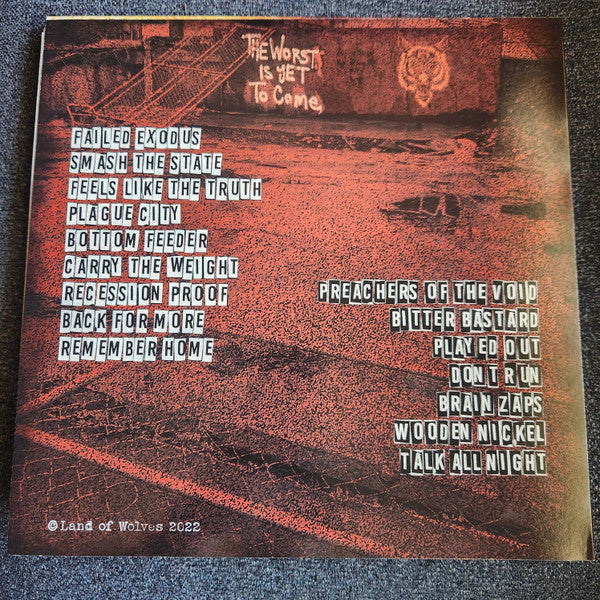 THE WORST
IS YET
TO COME,
FAILED EXODUS
SMASH THE STATE
FEELS LIKE THE TRUTH
PLAGUE CITY
BOTTOM FEEDER
CARRY THE WEIGHT
RECESSION PROOF
BACK FOR MORE
REMEMBER HOME
PREACHERS OF THE VOID
BITTER BASTARD
PLAYED OUT
DON'T RUN
BRAIN ZAPS
WOODEN NICKEL
TALK ALL NIGHT
© Land of Wolves 2022